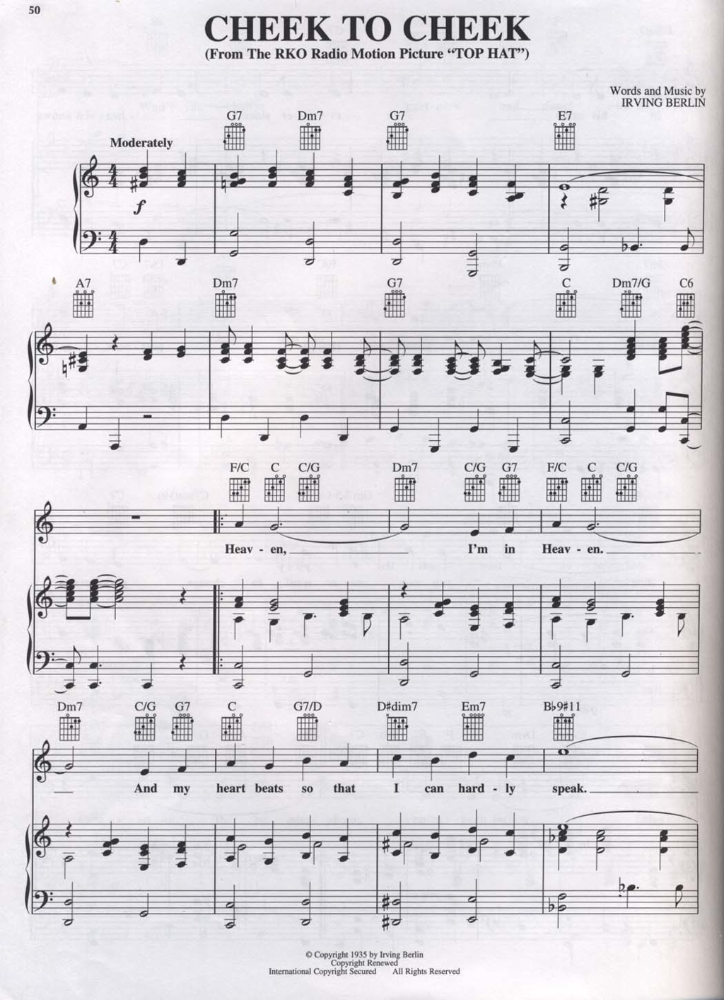 50
CHEEK TO CHEEK
(From The RKO Radio Motion Picture “TOP HAT”)
Words and Music by
IRVING BERLIN
G7 Dm7 G7 E7
Moderately
f
A7 Dm7 G7 C Dm7/G C6
F/C C C/G Dm7 C/G G7 F/C C C/G
Heav - en, I’m in Heav - en.
Dm7 C/G G7 C G7/D D♯dim7 Em7 B♭9♯11
And my heart beats so that I can hard - ly speak.
© Copyright 1935 by Irving Berlin
Copyright Renewed
International Copyright Secured All Rights Reserved